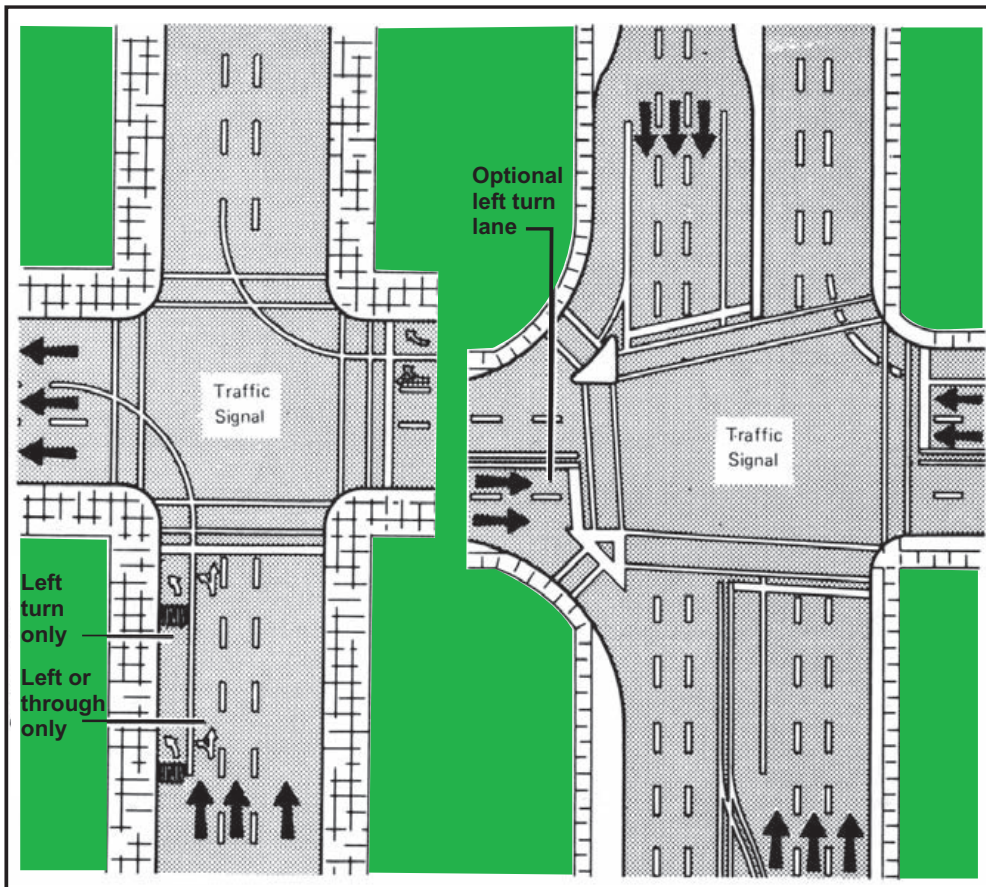 Optional
left turn
lane
Traffic
Signal
Traffic
Signal
Left
turn
only
Left or
through
only